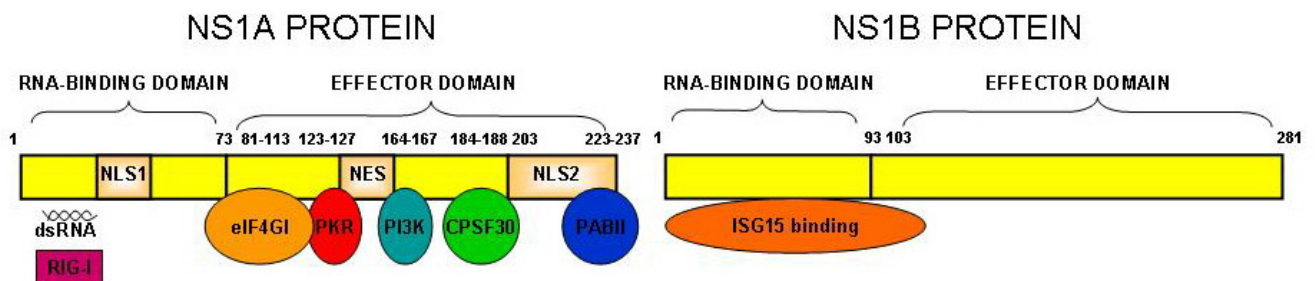 NS1A PROTEIN
RNA-BINDING DOMAIN EFFECTOR DOMAIN
1 73 81-113 123-127 164-167 184-188 203 223-237
NLS1 NES NLS2
dsRNA eIF4GI PKR PI3K CPSF30 PABII
RIG-I
NS1B PROTEIN
RNA-BINDING DOMAIN EFFECTOR DOMAIN
1 93 103 281
ISG15 binding